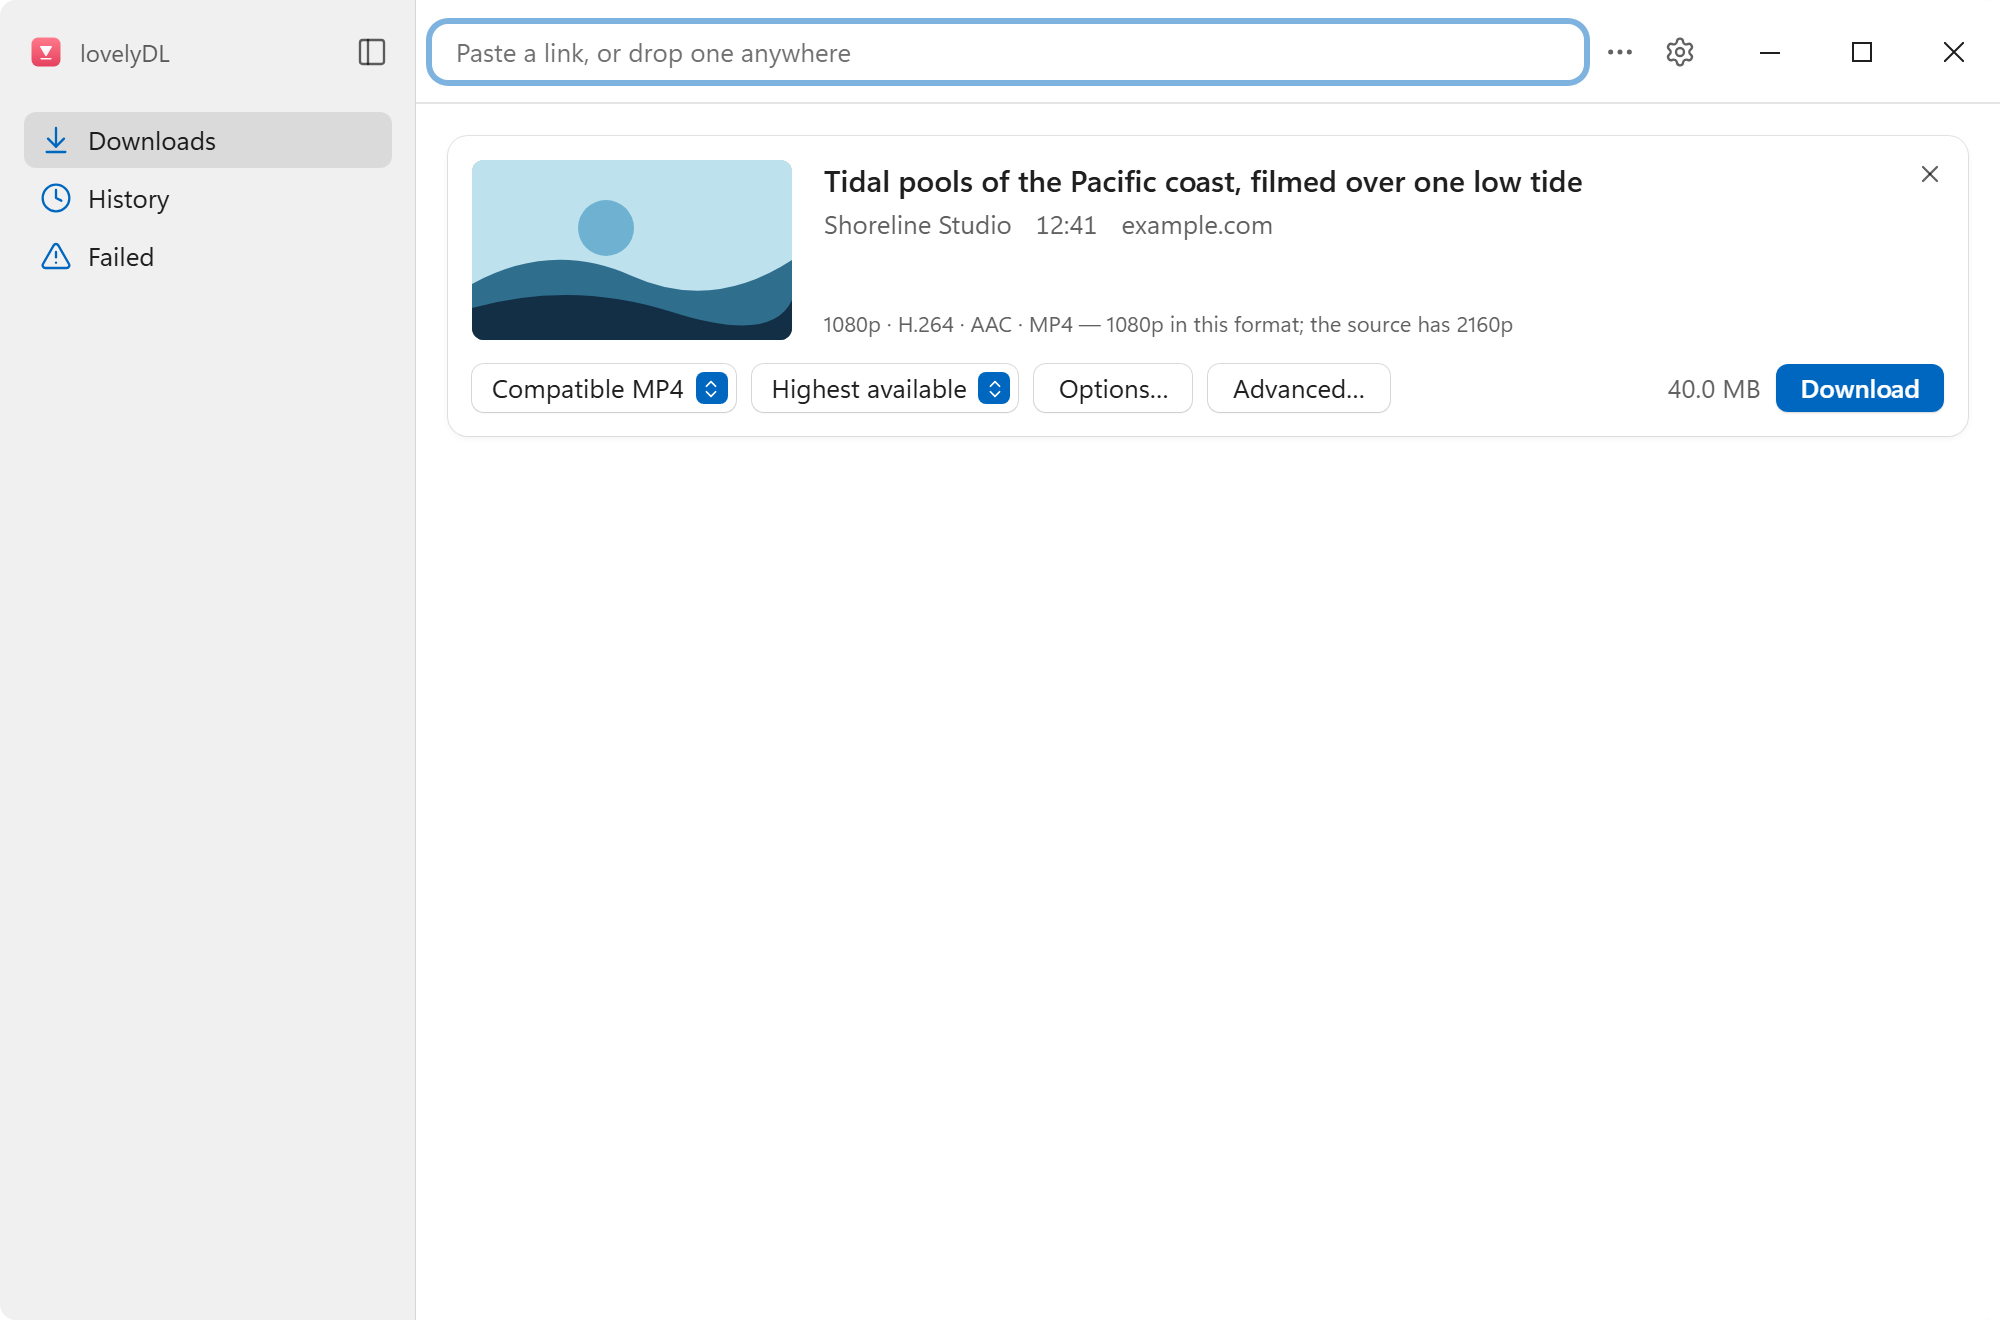 lovelyDL
Paste a link, or drop one anywhere
Downloads
History
Failed
Tidal pools of the Pacific coast, filmed over one low tide
Shoreline Studio 12:41 example.com
1080p · H.264 · AAC · MP4 — 1080p in this format; the source has 2160p
Compatible MP4 Highest available Options... Advanced... 40.0 MB Download